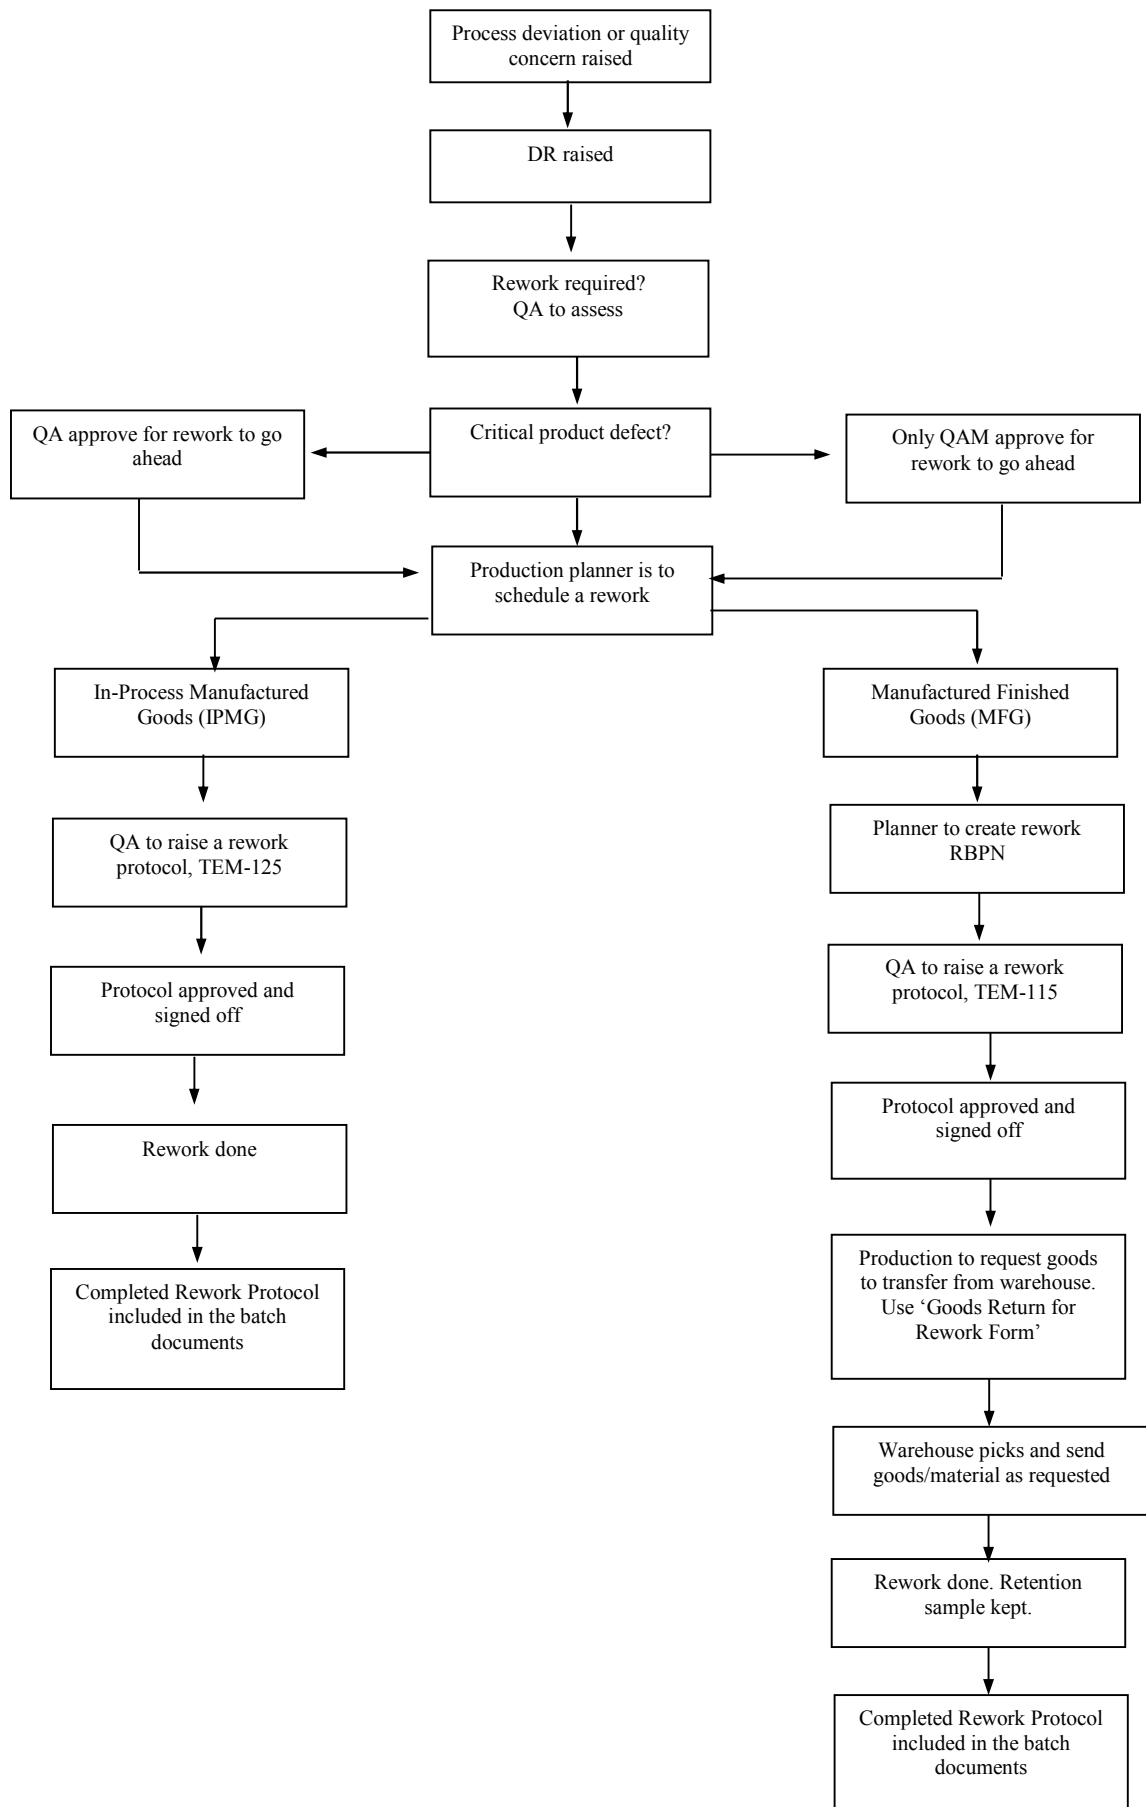 Process deviation or quality
concern raised
DR raised
Rework required?
QA to assess
QA approve for rework to go
ahead
Critical product defect?
Only QAM approve for
rework to go ahead
Production planner is to
schedule a rework
In-Process Manufactured
Goods (IPMG)
QA to raise a rework
protocol, TEM-125
Protocol approved and
signed off
Rework done
Completed Rework Protocol
included in the batch
documents
Manufactured Finished
Goods (MFG)
Planner to create rework
RBPN
QA to raise a rework
protocol, TEM-115
Protocol approved and
signed off
Production to request goods
to transfer from warehouse.
Use ‘Goods Return for
Rework Form’
Warehouse picks and send
goods/material as requested
Rework done. Retention
sample kept.
Completed Rework Protocol
included in the batch
documents